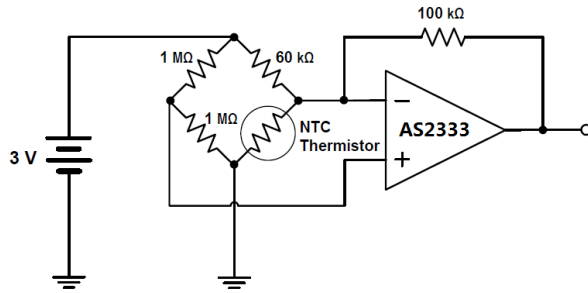 100 kΩ
1 MΩ
60 kΩ
1 MΩ
NTC
Thermistor
AS2333
3 V
−
+